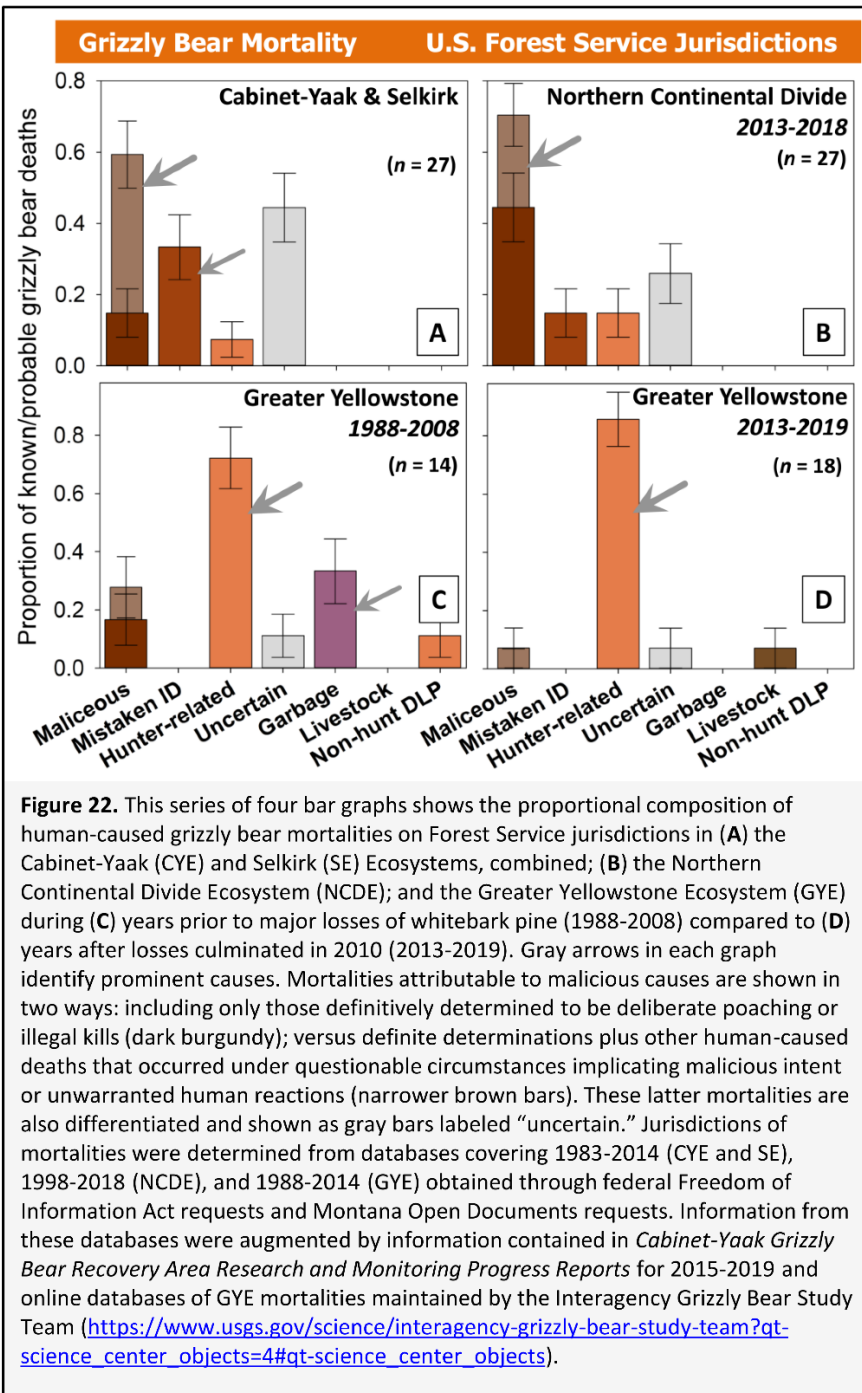 Grizzly Bear Mortality U.S. Forest Service Jurisdictions
Proportion of known/probable grizzly bear deaths
0.8
0.6
0.4
0.2
0.0
Cabinet-Yaak & Selkirk
(n = 27)
A
Northern Continental Divide
2013-2018
(n = 27)
B
0.8
0.6
0.4
0.2
0.0
Greater Yellowstone
1988-2008
(n = 14)
C
Greater Yellowstone
2013-2019
(n = 18)
D
Maliceous
Mistaken ID
Hunter-related
Uncertain
Garbage
Livestock
Non-hunt DLP
Maliceous
Mistaken ID
Hunter-related
Uncertain
Garbage
Livestock
Non-hunt DLP
Figure 22. This series of four bar graphs shows the proportional composition of
human-caused grizzly bear mortalities on Forest Service jurisdictions in (A) the
Cabinet-Yaak (CYE) and Selkirk (SE) Ecosystems, combined; (B) the Northern
Continental Divide Ecosystem (NCDE); and the Greater Yellowstone Ecosystem (GYE)
during (C) years prior to major losses of whitebark pine (1988-2008) compared to (D)
years after losses culminated in 2010 (2013-2019). Gray arrows in each graph
identify prominent causes. Mortalities attributable to malicious causes are shown in
two ways: including only those definitively determined to be deliberate poaching or
illegal kills (dark burgundy); versus definite determinations plus other human-caused
deaths that occurred under questionable circumstances implicating malicious intent
or unwarranted human reactions (narrower brown bars). These latter mortalities are
also differentiated and shown as gray bars labeled “uncertain.” Jurisdictions of
mortalities were determined from databases covering 1983-2014 (CYE and SE),
1998-2018 (NCDE), and 1988-2014 (GYE) obtained through federal Freedom of
Information Act requests and Montana Open Documents requests. Information from
these databases were augmented by information contained in Cabinet-Yaak Grizzly
Bear Recovery Area Research and Monitoring Progress Reports for 2015-2019 and
online databases of GYE mortalities maintained by the Interagency Grizzly Bear Study
Team (https://www.usgs.gov/science/interagency-grizzly-bear-study-team?qt-
science_center_objects=4#qt-science_center_objects).